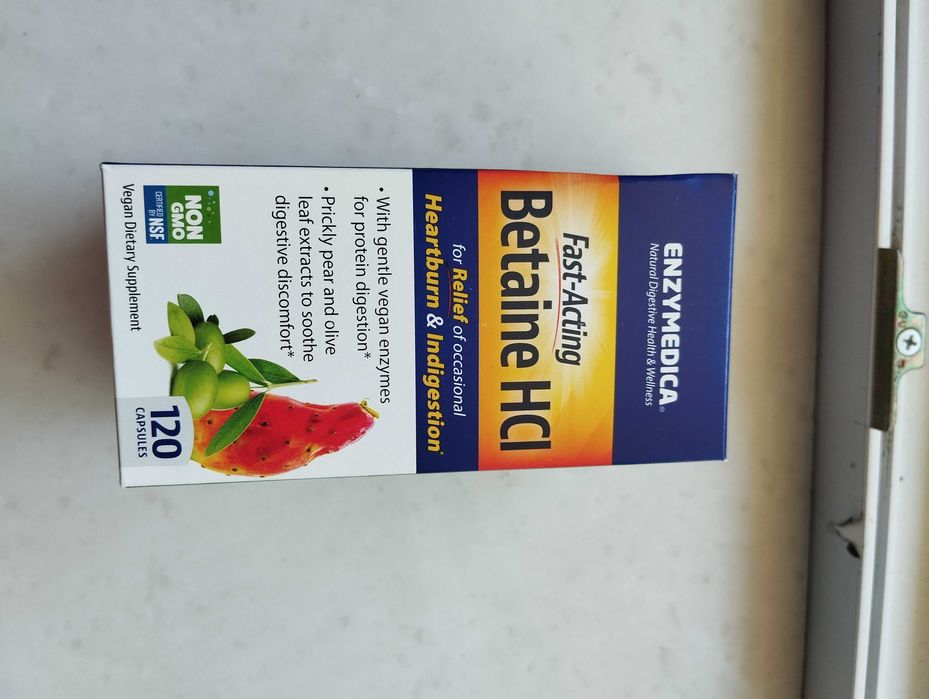 ENZYMEDICA®
Natural Digestive Health & Wellness
Fast-Acting
Betaine HCl
for Relief of occasional
Heartburn & Indigestion*
• With gentle vegan enzymes
for protein digestion*
• Prickly pear and olive
leaf extracts to soothe
digestive discomfort*
NON
GMO
CERTIFIED
BY NSF
Vegan Dietary Supplement
120
CAPSULES